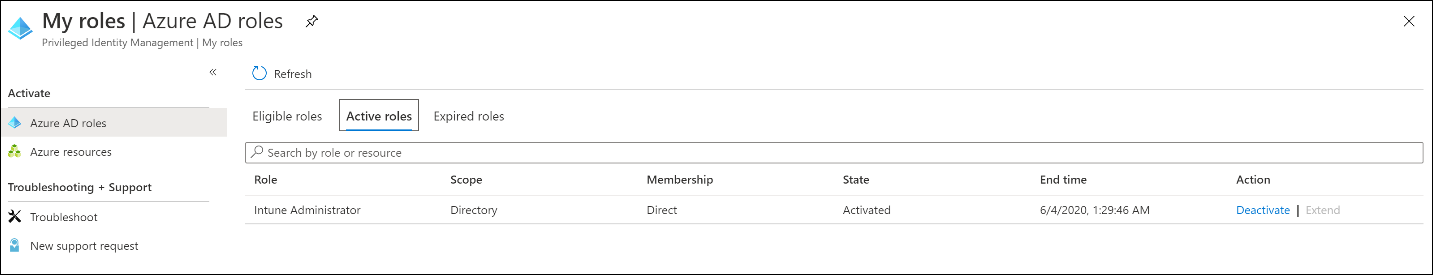 My roles | Azure AD roles
Privileged Identity Management | My roles
«
Refresh
Activate
Azure AD roles
Azure resources
Troubleshooting + Support
Troubleshoot
New support request
Eligible roles Active roles Expired roles
Search by role or resource
Role Scope Membership State End time Action
Intune Administrator Directory Direct Activated 6/4/2020, 1:29:46 AM Deactivate | Extend